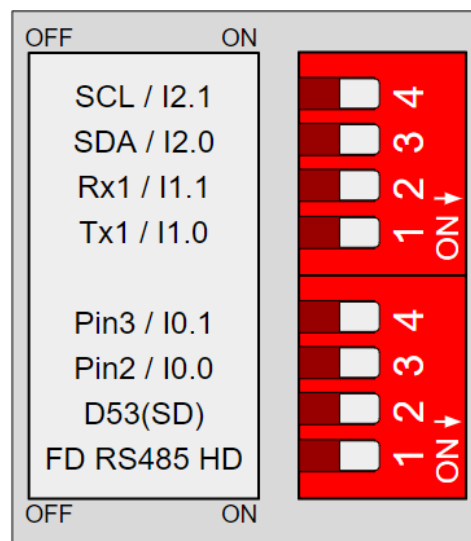 OFF ON
SCL / I2.1
SDA / I2.0
Rx1 / I1.1
Tx1 / I1.0
Pin3 / I0.1
Pin2 / I0.0
D53(SD)
FD RS485 HD
OFF ON
4
3
2
1
ON
4
3
2
1
ON